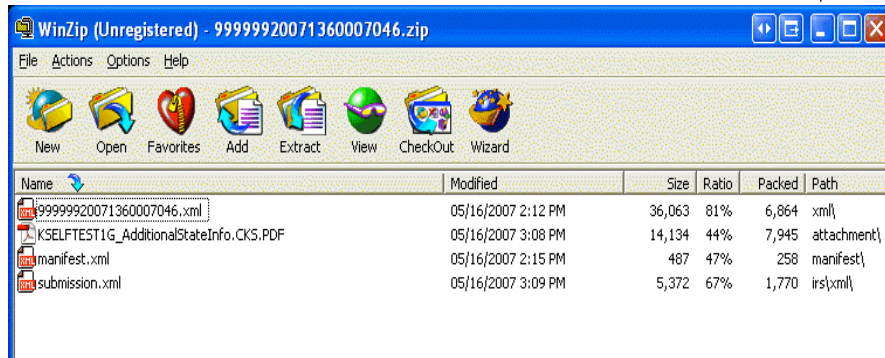 WinZip (Unregistered) - 99999920071360007046.zip
File Actions Options Help
New Open Favorites Add Extract View CheckOut Wizard
Name Modified Size Ratio Packed Path
99999920071360007046.xml 05/16/2007 2:12 PM 36,063 81% 6,864 xml\
KSELFTEST1G_AdditionalStateInfo.CKS.PDF 05/16/2007 3:08 PM 14,134 44% 7,945 attachment\
manifest.xml 05/16/2007 2:15 PM 487 47% 258 manifest\
submission.xml 05/16/2007 3:09 PM 5,372 67% 1,770 irs\xml\